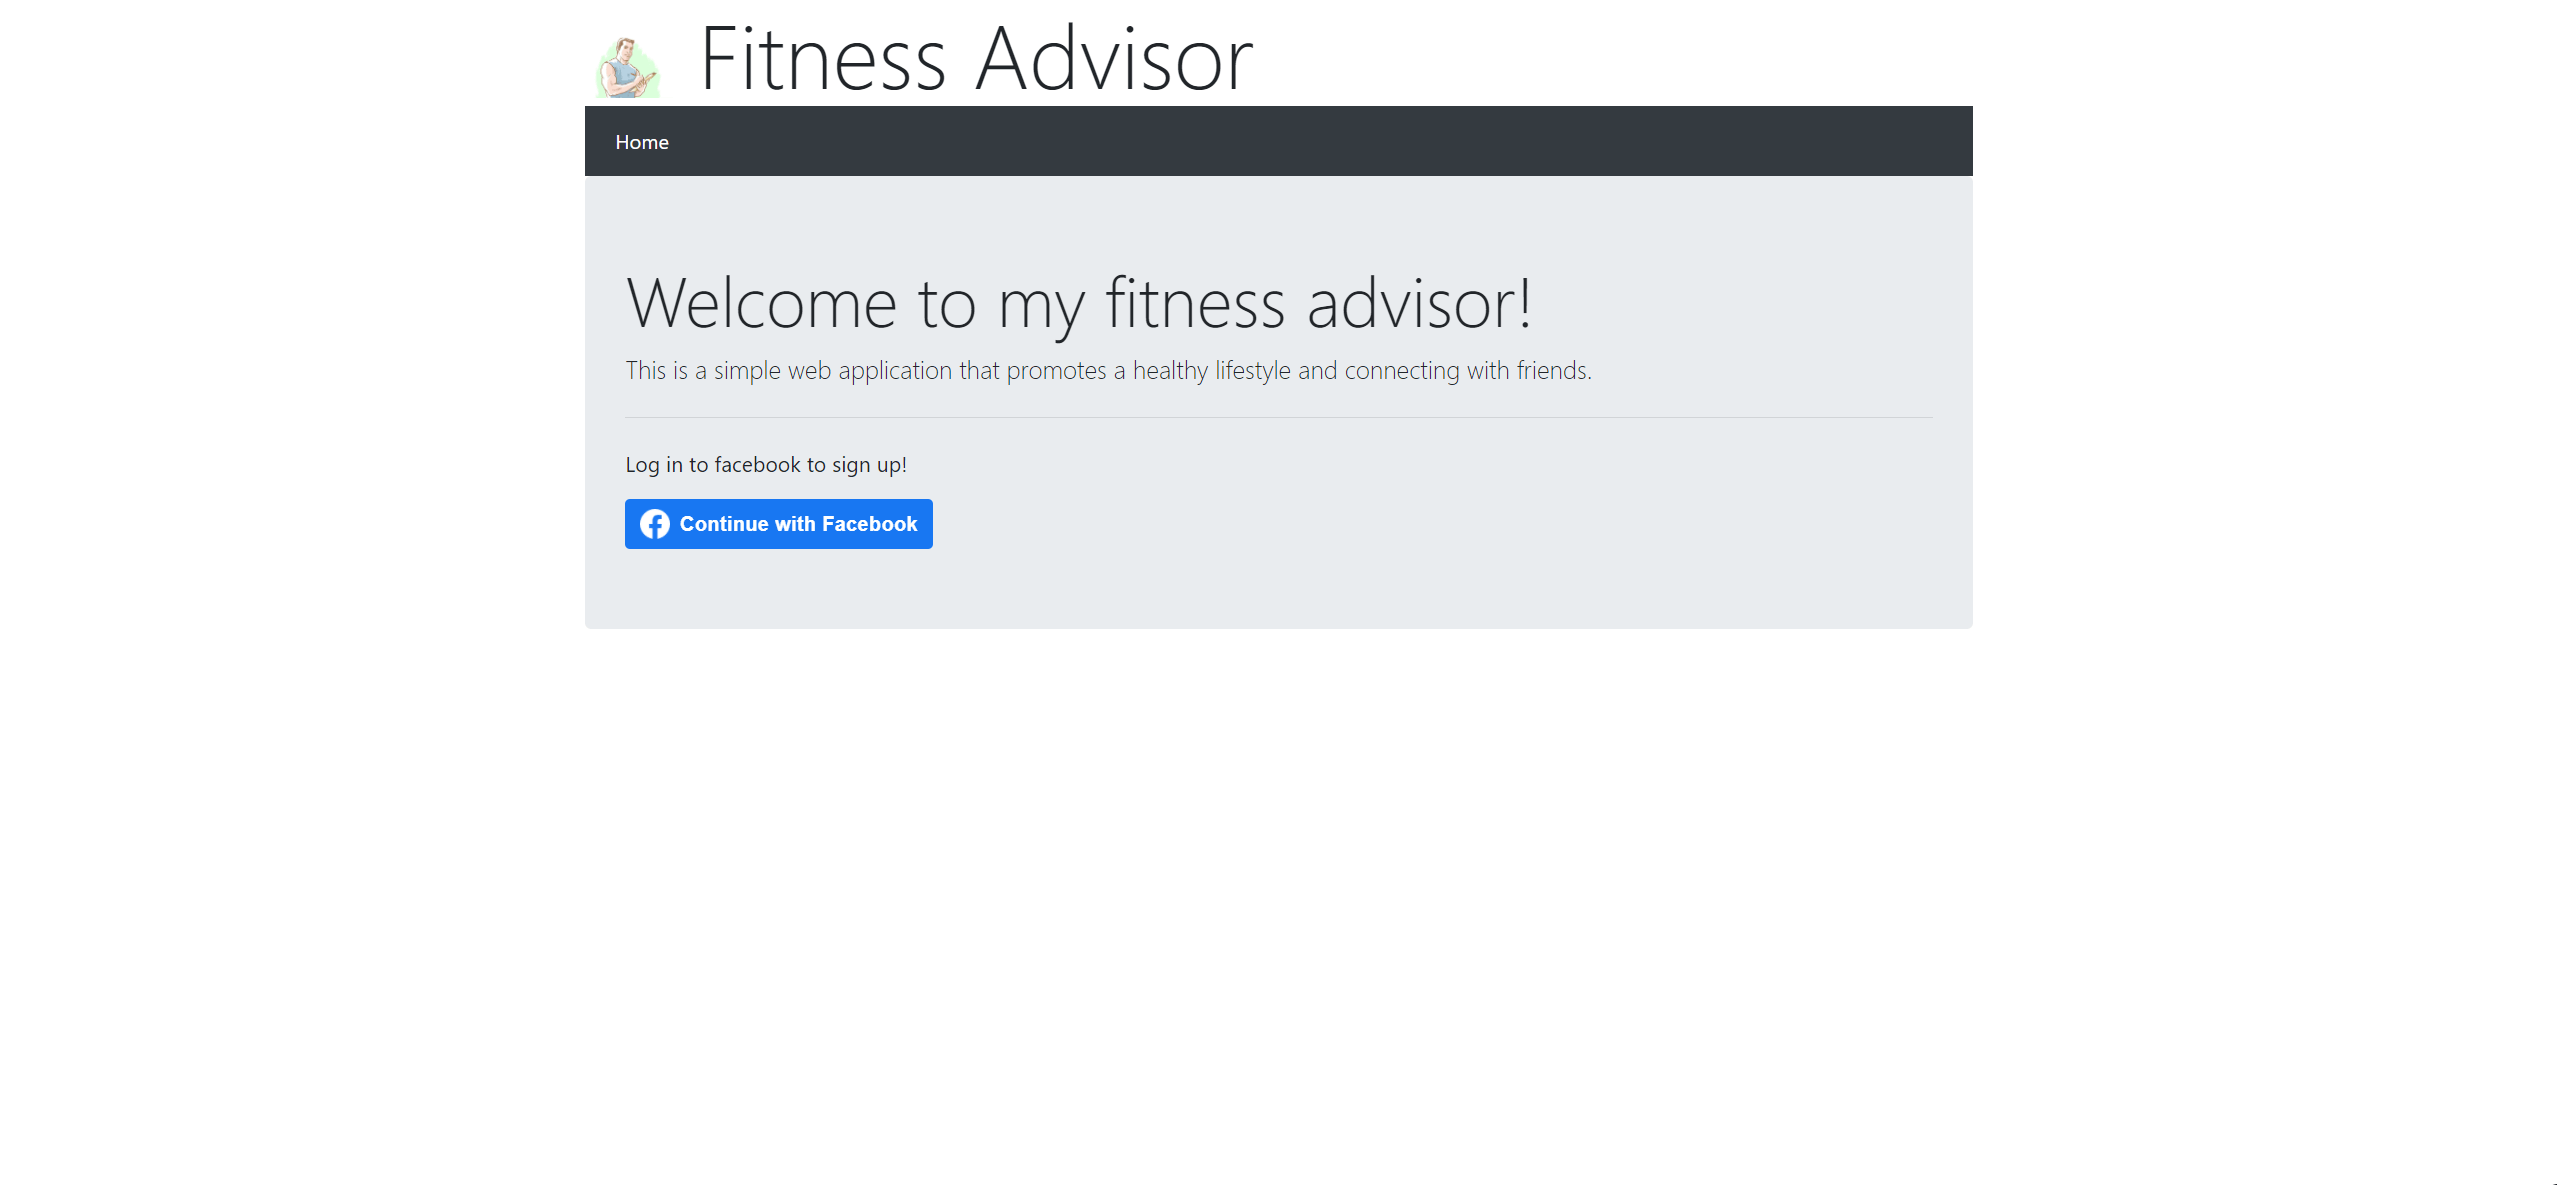 Fitness Advisor
Home
Welcome to my fitness advisor!
This is a simple web application that promotes a healthy lifestyle and connecting with friends.
Log in to facebook to sign up!
Continue with Facebook